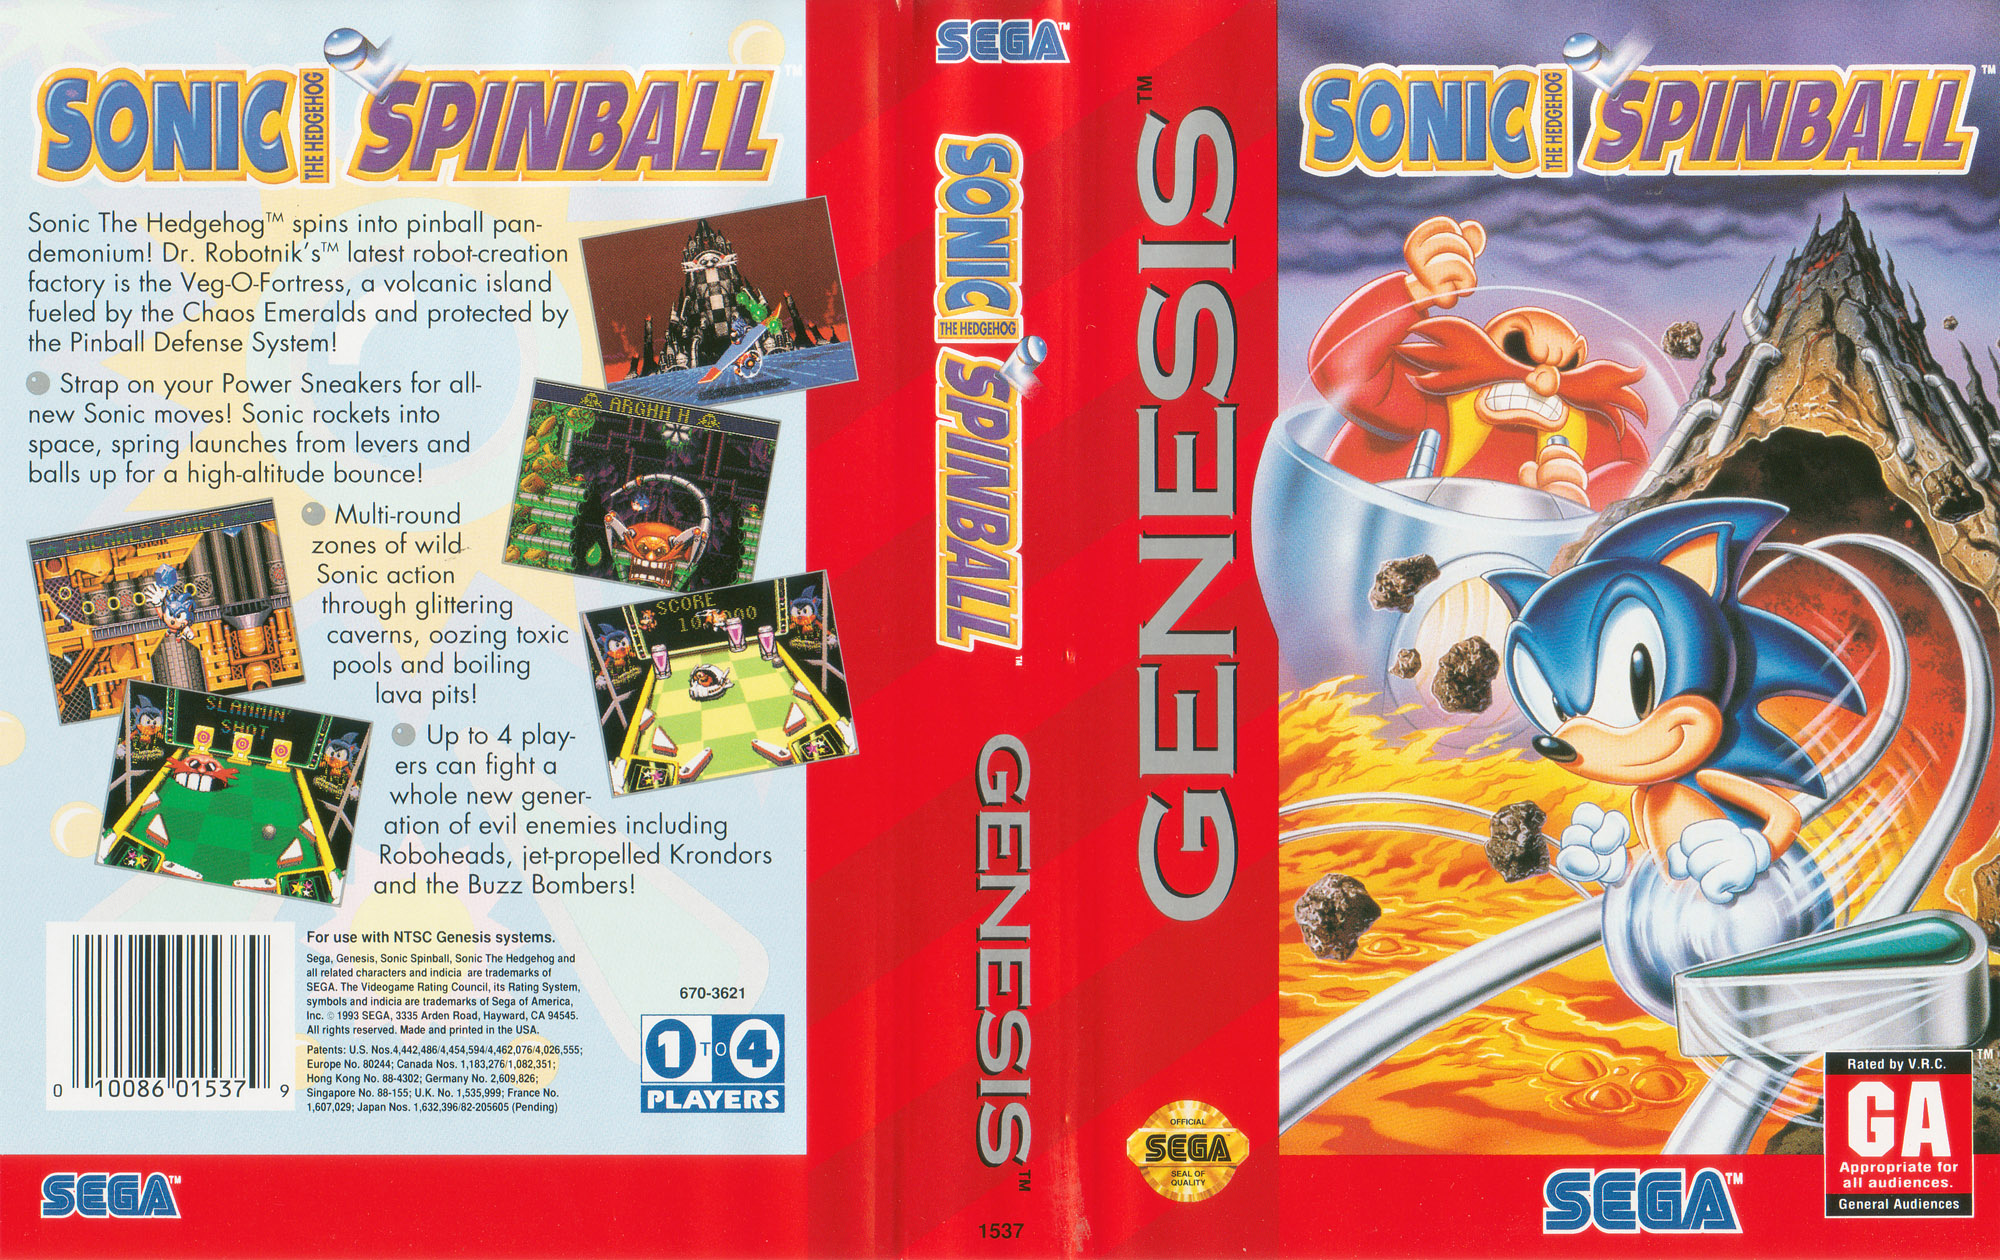 SONIC THE HEDGEHOG SPINBALL™
Sonic The Hedgehog™ spins into pinball pan-
demonium! Dr. Robotnik's™ latest robot-creation
factory is the Veg-O-Fortress, a volcanic island
fueled by the Chaos Emeralds and protected by
the Pinball Defense System!
Strap on your Power Sneakers for all-
new Sonic moves! Sonic rockets into
space, spring launches from levers and
balls up for a high-altitude bounce!
Multi-round
zones of wild
Sonic action
through glittering
caverns, oozing toxic
pools and boiling
lava pits!
Up to 4 play-
ers can fight a
whole new gener-
ation of evil enemies including
Roboheads, jet-propelled Krondors
and the Buzz Bombers!
ARGHH H
EMERALD POWER
SCORE
SLAMMIN'
SHOT
0 10086 01537 9
For use with NTSC Genesis systems.
Sega, Genesis, Sonic Spinball, Sonic The Hedgehog and
all related characters and indicia are trademarks of
SEGA. The Videogame Rating Council, its Rating System,
symbols and indicia are trademarks of Sega of America,
Inc. © 1993 SEGA, 3335 Arden Road, Hayward, CA 94545.
All rights reserved. Made and printed in the USA.
Patents: U.S. Nos.4,442,486/4,454,594/4,462,076/4,026,555;
Europe No. 80244; Canada Nos. 1,183,276/1,082,351;
Hong Kong No. 88-4302; Germany No. 2,609,826;
Singapore No. 88-155; U.K. No. 1,535,999; France No.
1,607,029; Japan Nos. 1,632,396/82-205605 (Pending)
670-3621
1 TO 4
PLAYERS
SEGA™
SEGA™
SONIC THE HEDGEHOG SPINBALL™
GENESIS™
1537
GENESIS™
OFFICIAL
SEGA™
SEAL OF
QUALITY
SONIC THE HEDGEHOG SPINBALL™
Rated by V.R.C.
™
GA
Appropriate for
all audiences.
General Audiences
SEGA™